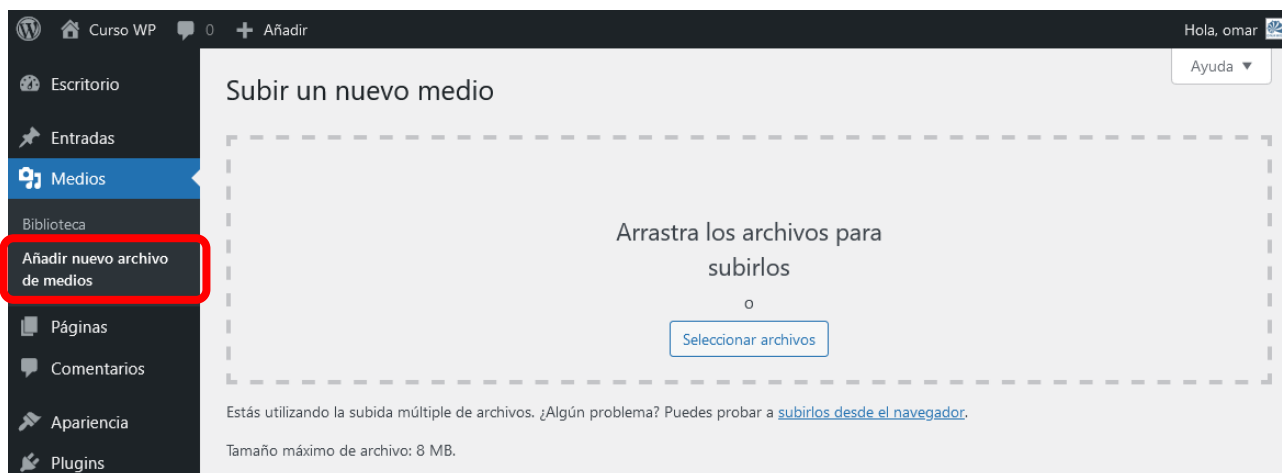 Curso WP 0 Añadir Hola, omar
Ayuda
Escritorio
Subir un nuevo medio
Entradas
Medios
Biblioteca
Añadir nuevo archivo
de medios
Arrastra los archivos para
subirlos
o
Seleccionar archivos
Páginas
Comentarios
Apariencia
Plugins
Estás utilizando la subida múltiple de archivos. ¿Algún problema? Puedes probar a subirlos desde el navegador.
Tamaño máximo de archivo: 8 MB.